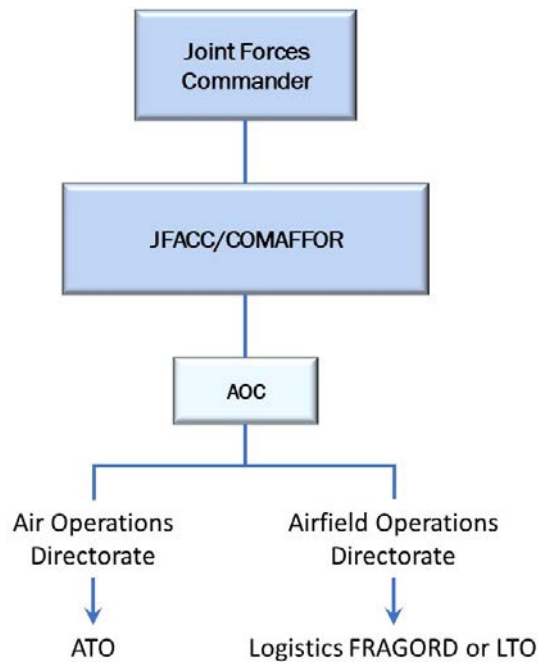 Joint Forces
Commander
JFACC/COMAFFOR
AOC
Air Operations
Directorate
Airfield Operations
Directorate
ATO
Logistics FRAGORD or LTO